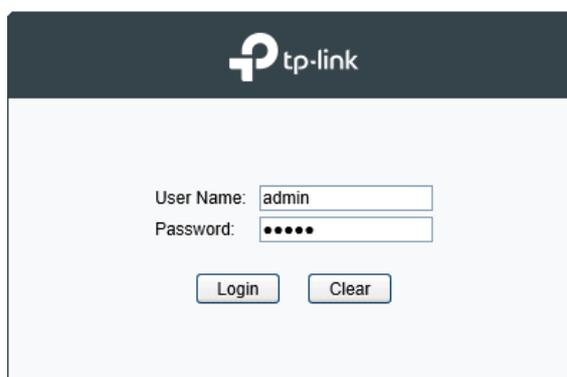 tp-link
User Name: admin
Password: •••••
Login Clear